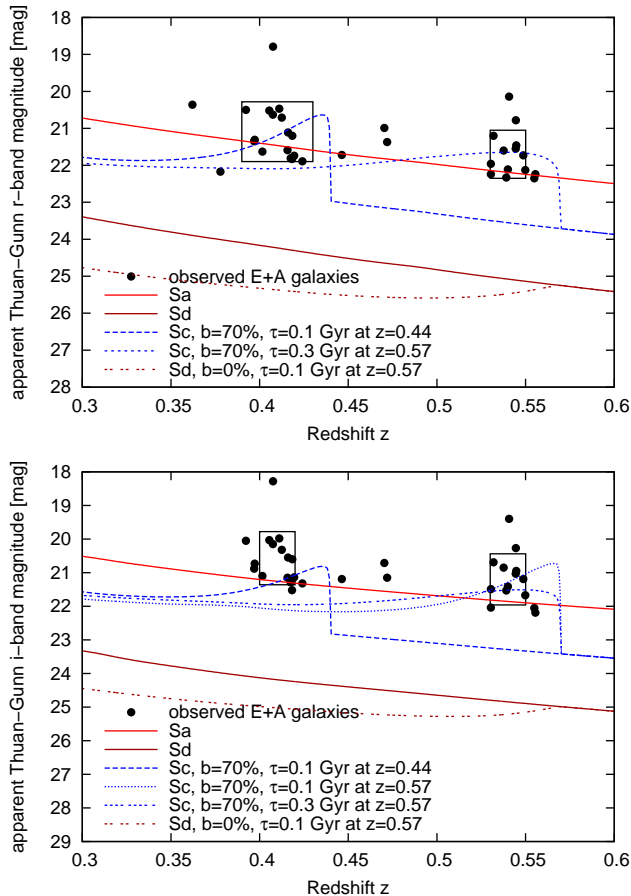 apparent Thuan−Gunn r−band magnitude [mag]
18
19
20
21
22
23
24
25
26
27
28
observed E+A galaxies
Sa
Sd
Sc, b=70%, τ=0.1 Gyr at z=0.44
Sc, b=70%, τ=0.3 Gyr at z=0.57
Sd, b=0%, τ=0.1 Gyr at z=0.57
0.3 0.35 0.4 0.45 0.5 0.55 0.6
Redshift z
apparent Thuan−Gunn i−band magnitude [mag]
18
19
20
21
22
23
24
25
26
27
28
29
observed E+A galaxies
Sa
Sd
Sc, b=70%, τ=0.1 Gyr at z=0.44
Sc, b=70%, τ=0.1 Gyr at z=0.57
Sc, b=70%, τ=0.3 Gyr at z=0.57
Sd, b=0%, τ=0.1 Gyr at z=0.57
0.3 0.35 0.4 0.45 0.5 0.55 0.6
Redshift z